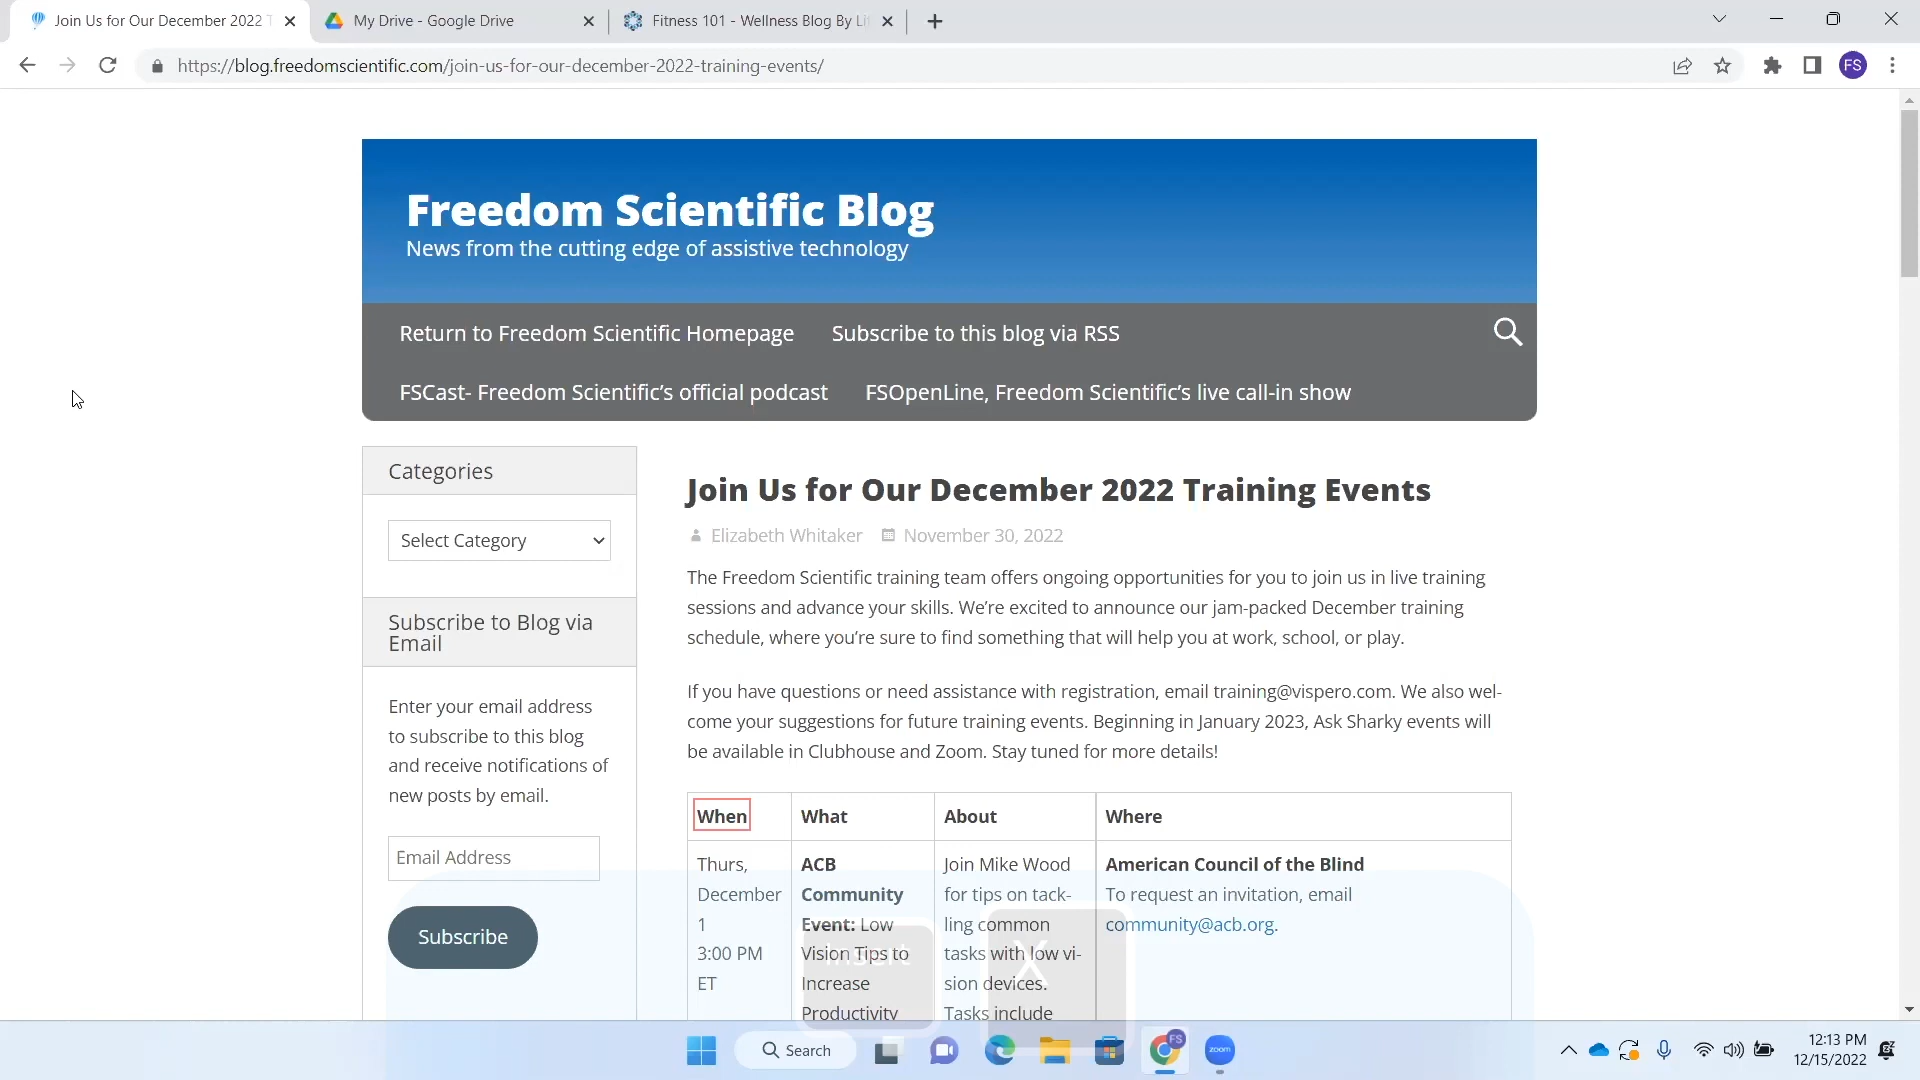 Join Us for Our December 2022
My Drive - Google Drive
Fitness 101 - Wellness Blog By
https://blog.freedomscientific.com/join-us-for-our-december-2022-training-events/
FS
Freedom Scientific Blog
News from the cutting edge of assistive technology
Return to Freedom Scientific Homepage
Subscribe to this blog via RSS
FSCast- Freedom Scientific’s official podcast
FSOpenLine, Freedom Scientific’s live call-in show
Categories
Select Category
Subscribe to Blog via
Email
Enter your email address
to subscribe to this blog
and receive notifications of
new posts by email.
Email Address
Subscribe
Join Us for Our December 2022 Training Events
Elizabeth Whitaker
November 30, 2022
The Freedom Scientific training team offers ongoing opportunities for you to join us in live training
sessions and advance your skills. We’re excited to announce our jam-packed December training
schedule, where you’re sure to find something that will help you at work, school, or play.
If you have questions or need assistance with registration, email training@vispero.com. We also wel-
come your suggestions for future training events. Beginning in January 2023, Ask Sharky events will
be available in Clubhouse and Zoom. Stay tuned for more details!
When
What
About
Where
Thurs,
December
1
3:00 PM
ET
ACB
Community
Event: Low
Vision Tips to
Increase
Productivity
Join Mike Wood
for tips on tack-
ling common
tasks with low vi-
sion devices.
Tasks include
American Council of the Blind
To request an invitation, email
community@acb.org.
Insert
X
Search
FS
zoom
12:13 PM
12/15/2022